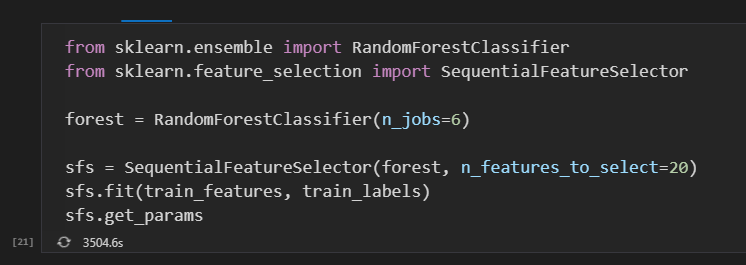 from sklearn.ensemble import RandomForestClassifier
from sklearn.feature_selection import SequentialFeatureSelector
forest = RandomForestClassifier(n_jobs=6)
sfs = SequentialFeatureSelector(forest, n_features_to_select=20)
sfs.fit(train_features, train_labels)
sfs.get_params
[21] 3504.6s